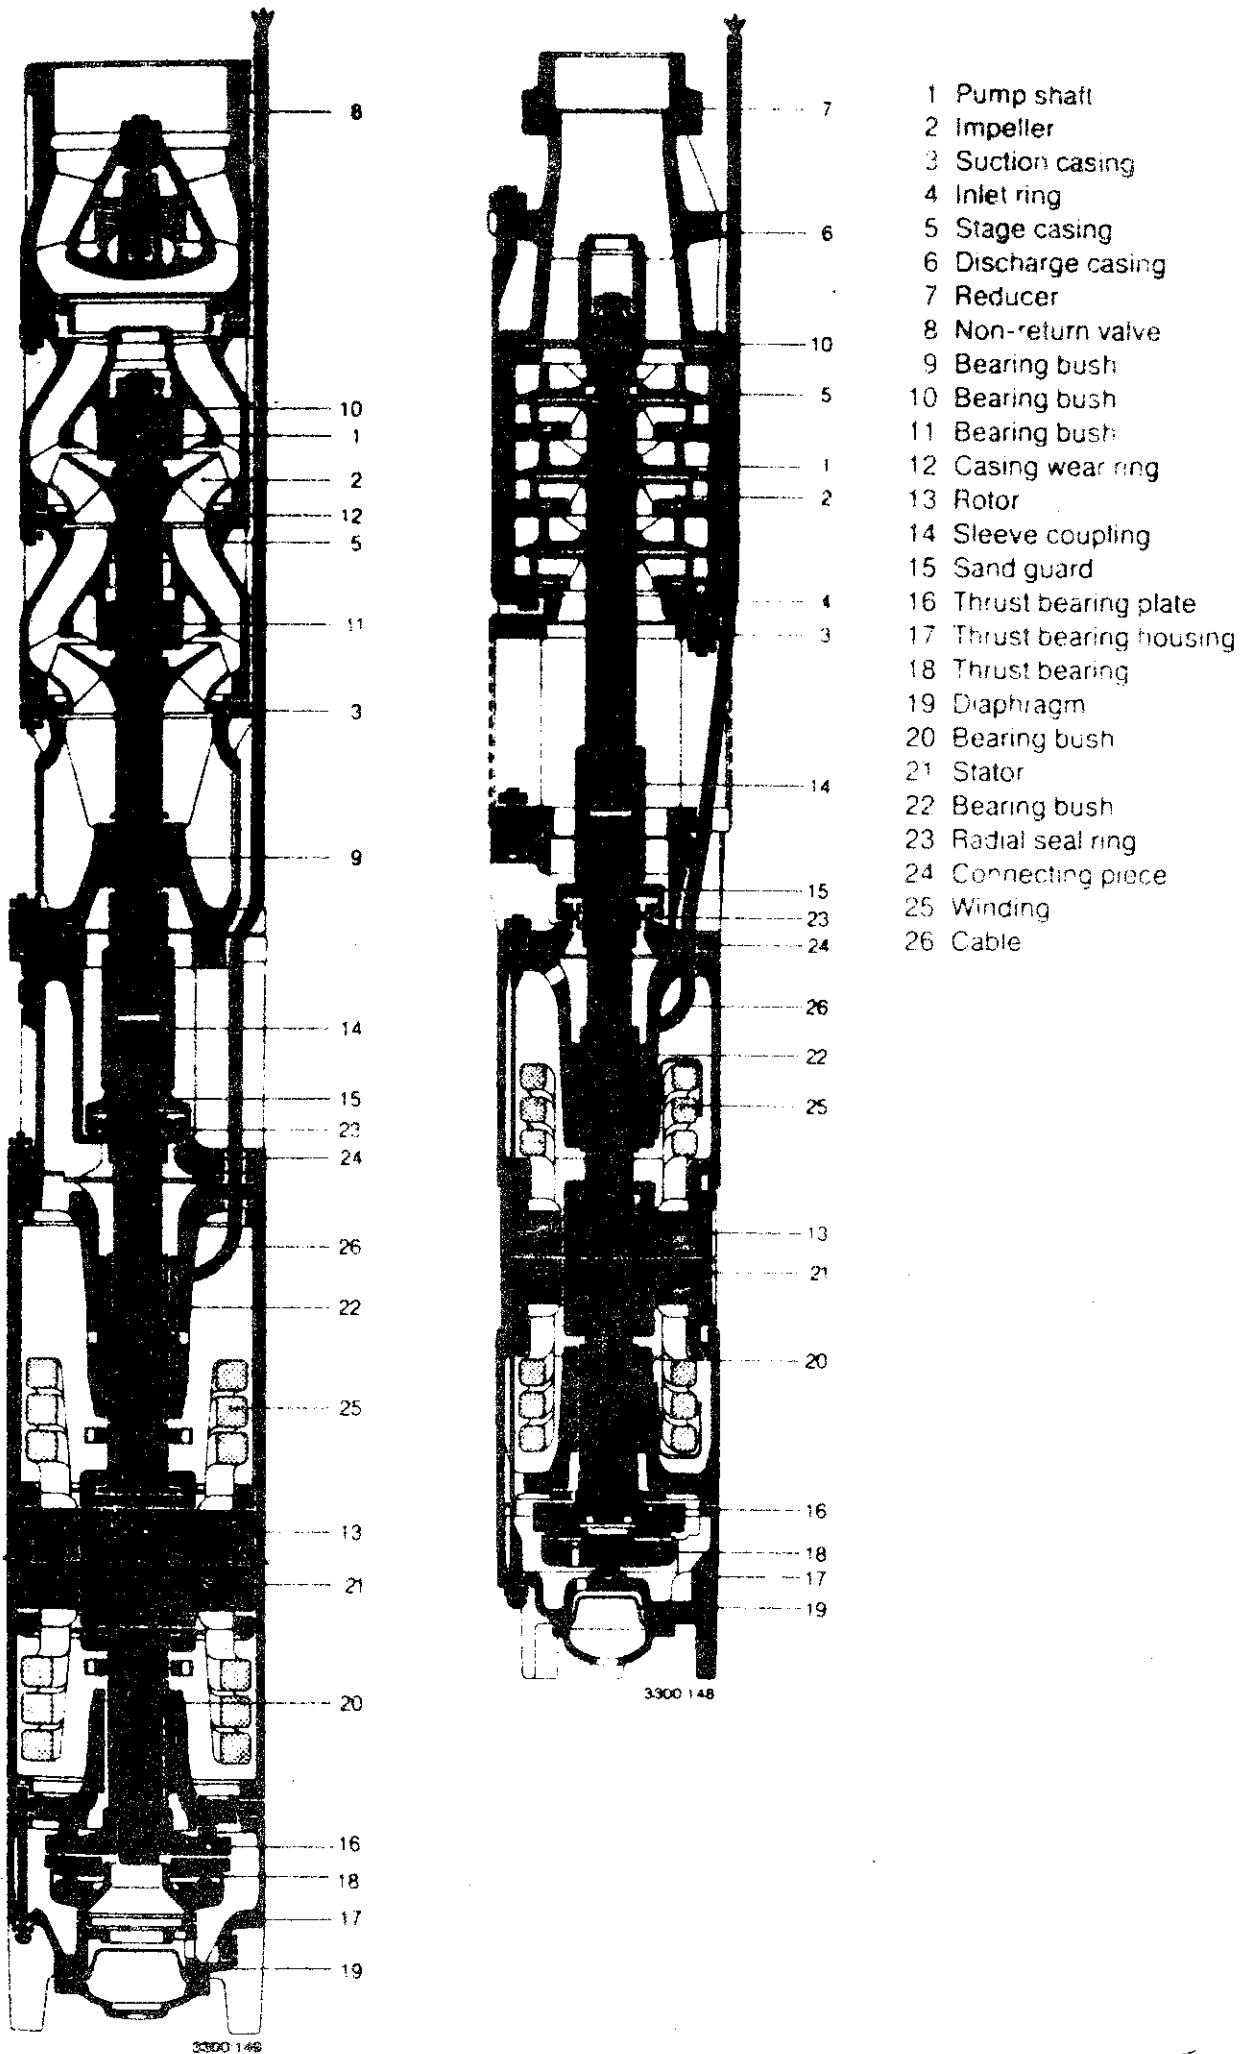 8
10
1
2
12
5
11
3
9
14
15
23
24
26
22
25
13
21
20
16
18
17
19
3300 149
7
6
10
5
1
2
4
3
14
15
23
24
26
22
25
13
21
20
16
18
17
19
3300 148
1 Pump shaft
2 Impeller
3 Suction casing
4 Inlet ring
5 Stage casing
6 Discharge casing
7 Reducer
8 Non-return valve
9 Bearing bush
10 Bearing bush
11 Bearing bush
12 Casing wear ring
13 Rotor
14 Sleeve coupling
15 Sand guard
16 Thrust bearing plate
17 Thrust bearing housing
18 Thrust bearing
19 Diaphragm
20 Bearing bush
21 Stator
22 Bearing bush
23 Radial seal ring
24 Connecting piece
25 Winding
26 Cable